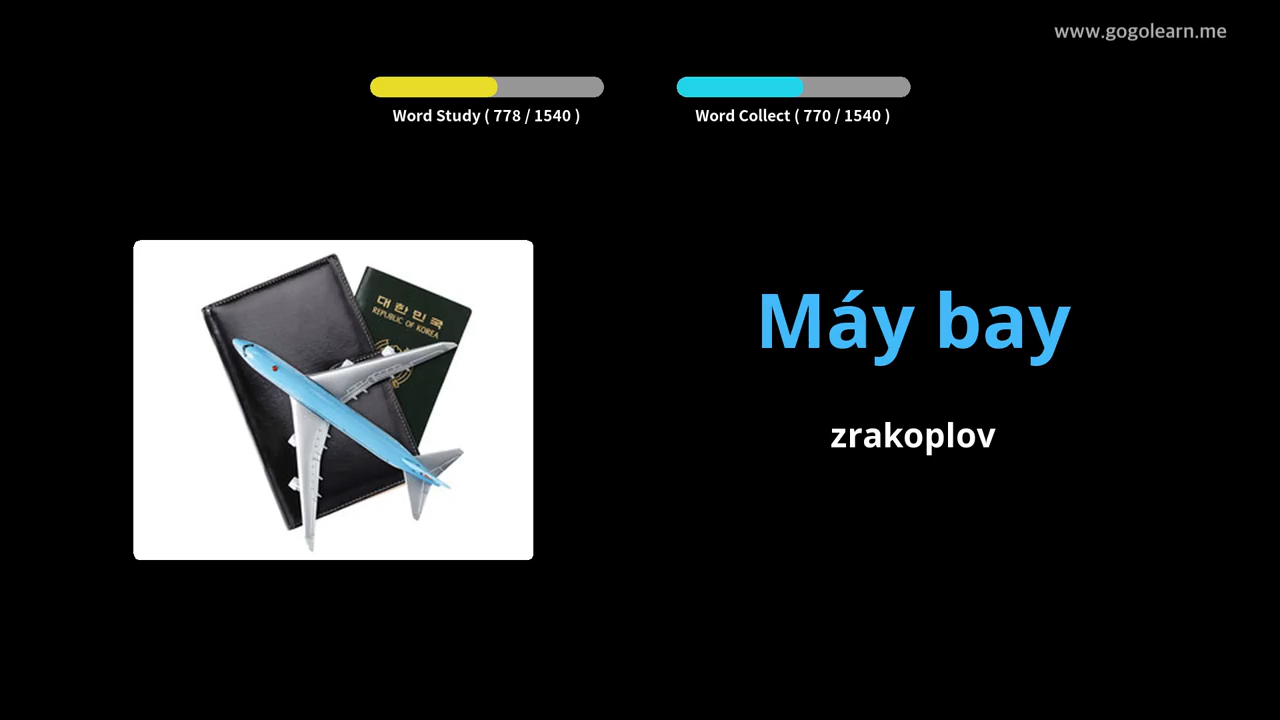 www.gogolearn.me
Word Study ( 778 / 1540 )
Word Collect ( 770 / 1540 )
대한민국
REPUBLIC OF KOREA
Máy bay
zrakoplov